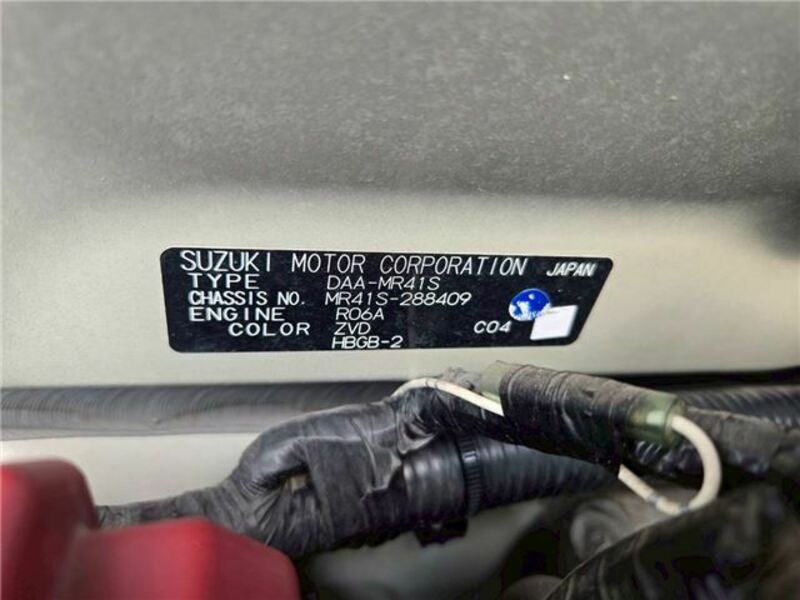 SUZUKI MOTOR CORPORATION JAPAN
TYPE DAA-MR41S
CHASSIS NO. MR41S-288409
ENGINE R06A
COLOR ZVD C04
HBGB-2